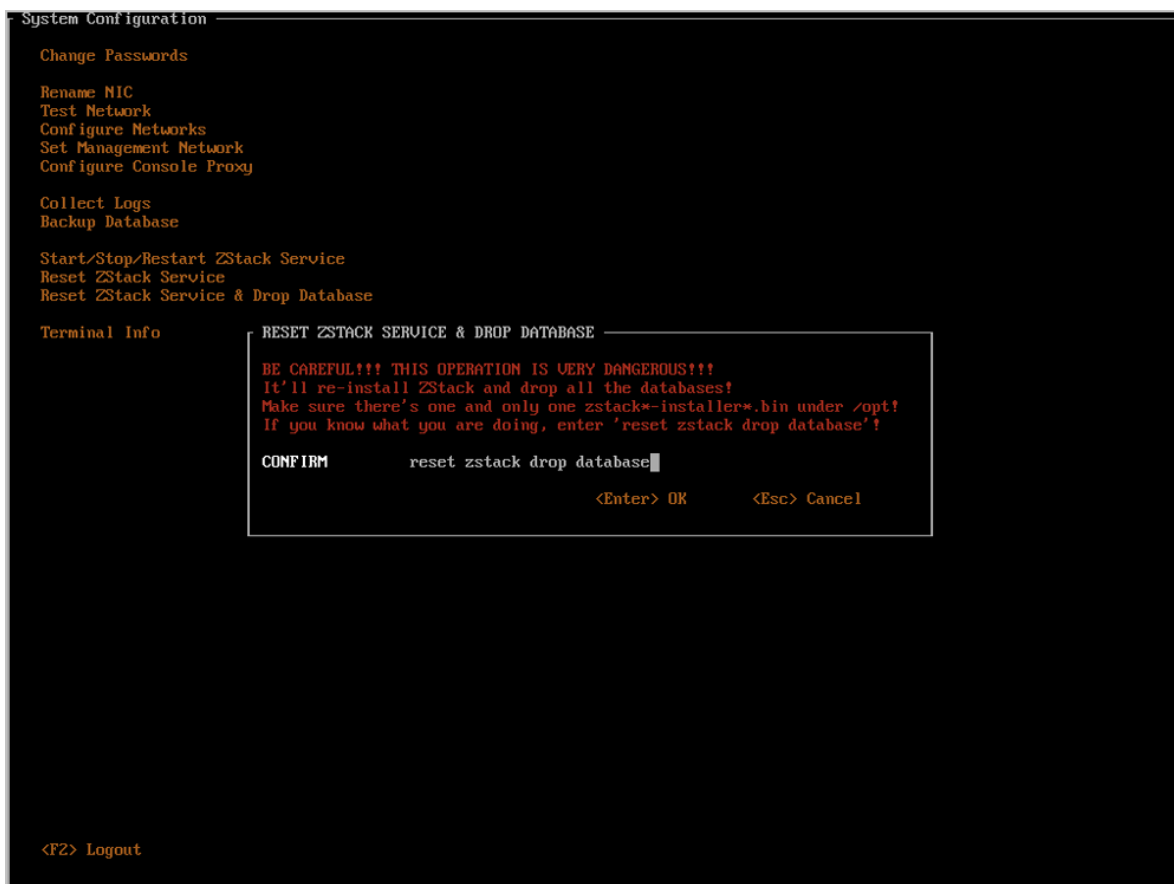 System Configuration
Change Passwords
Rename NIC
Test Network
Configure Networks
Set Management Network
Configure Console Proxy
Collect Logs
Backup Database
Start/Stop/Restart ZStack Service
Reset ZStack Service
Reset ZStack Service & Drop Database
Terminal Info
RESET ZSTACK SERVICE & DROP DATABASE
BE CAREFUL!!! THIS OPERATION IS VERY DANGEROUS!!!
It'll re-install ZStack and drop all the databases!
Make sure there's one and only one zstack*-installer*.bin under /opt!
If you know what you are doing, enter 'reset zstack drop database'!
CONFIRM reset zstack drop database
<Enter> OK <Esc> Cancel
<F2> Logout